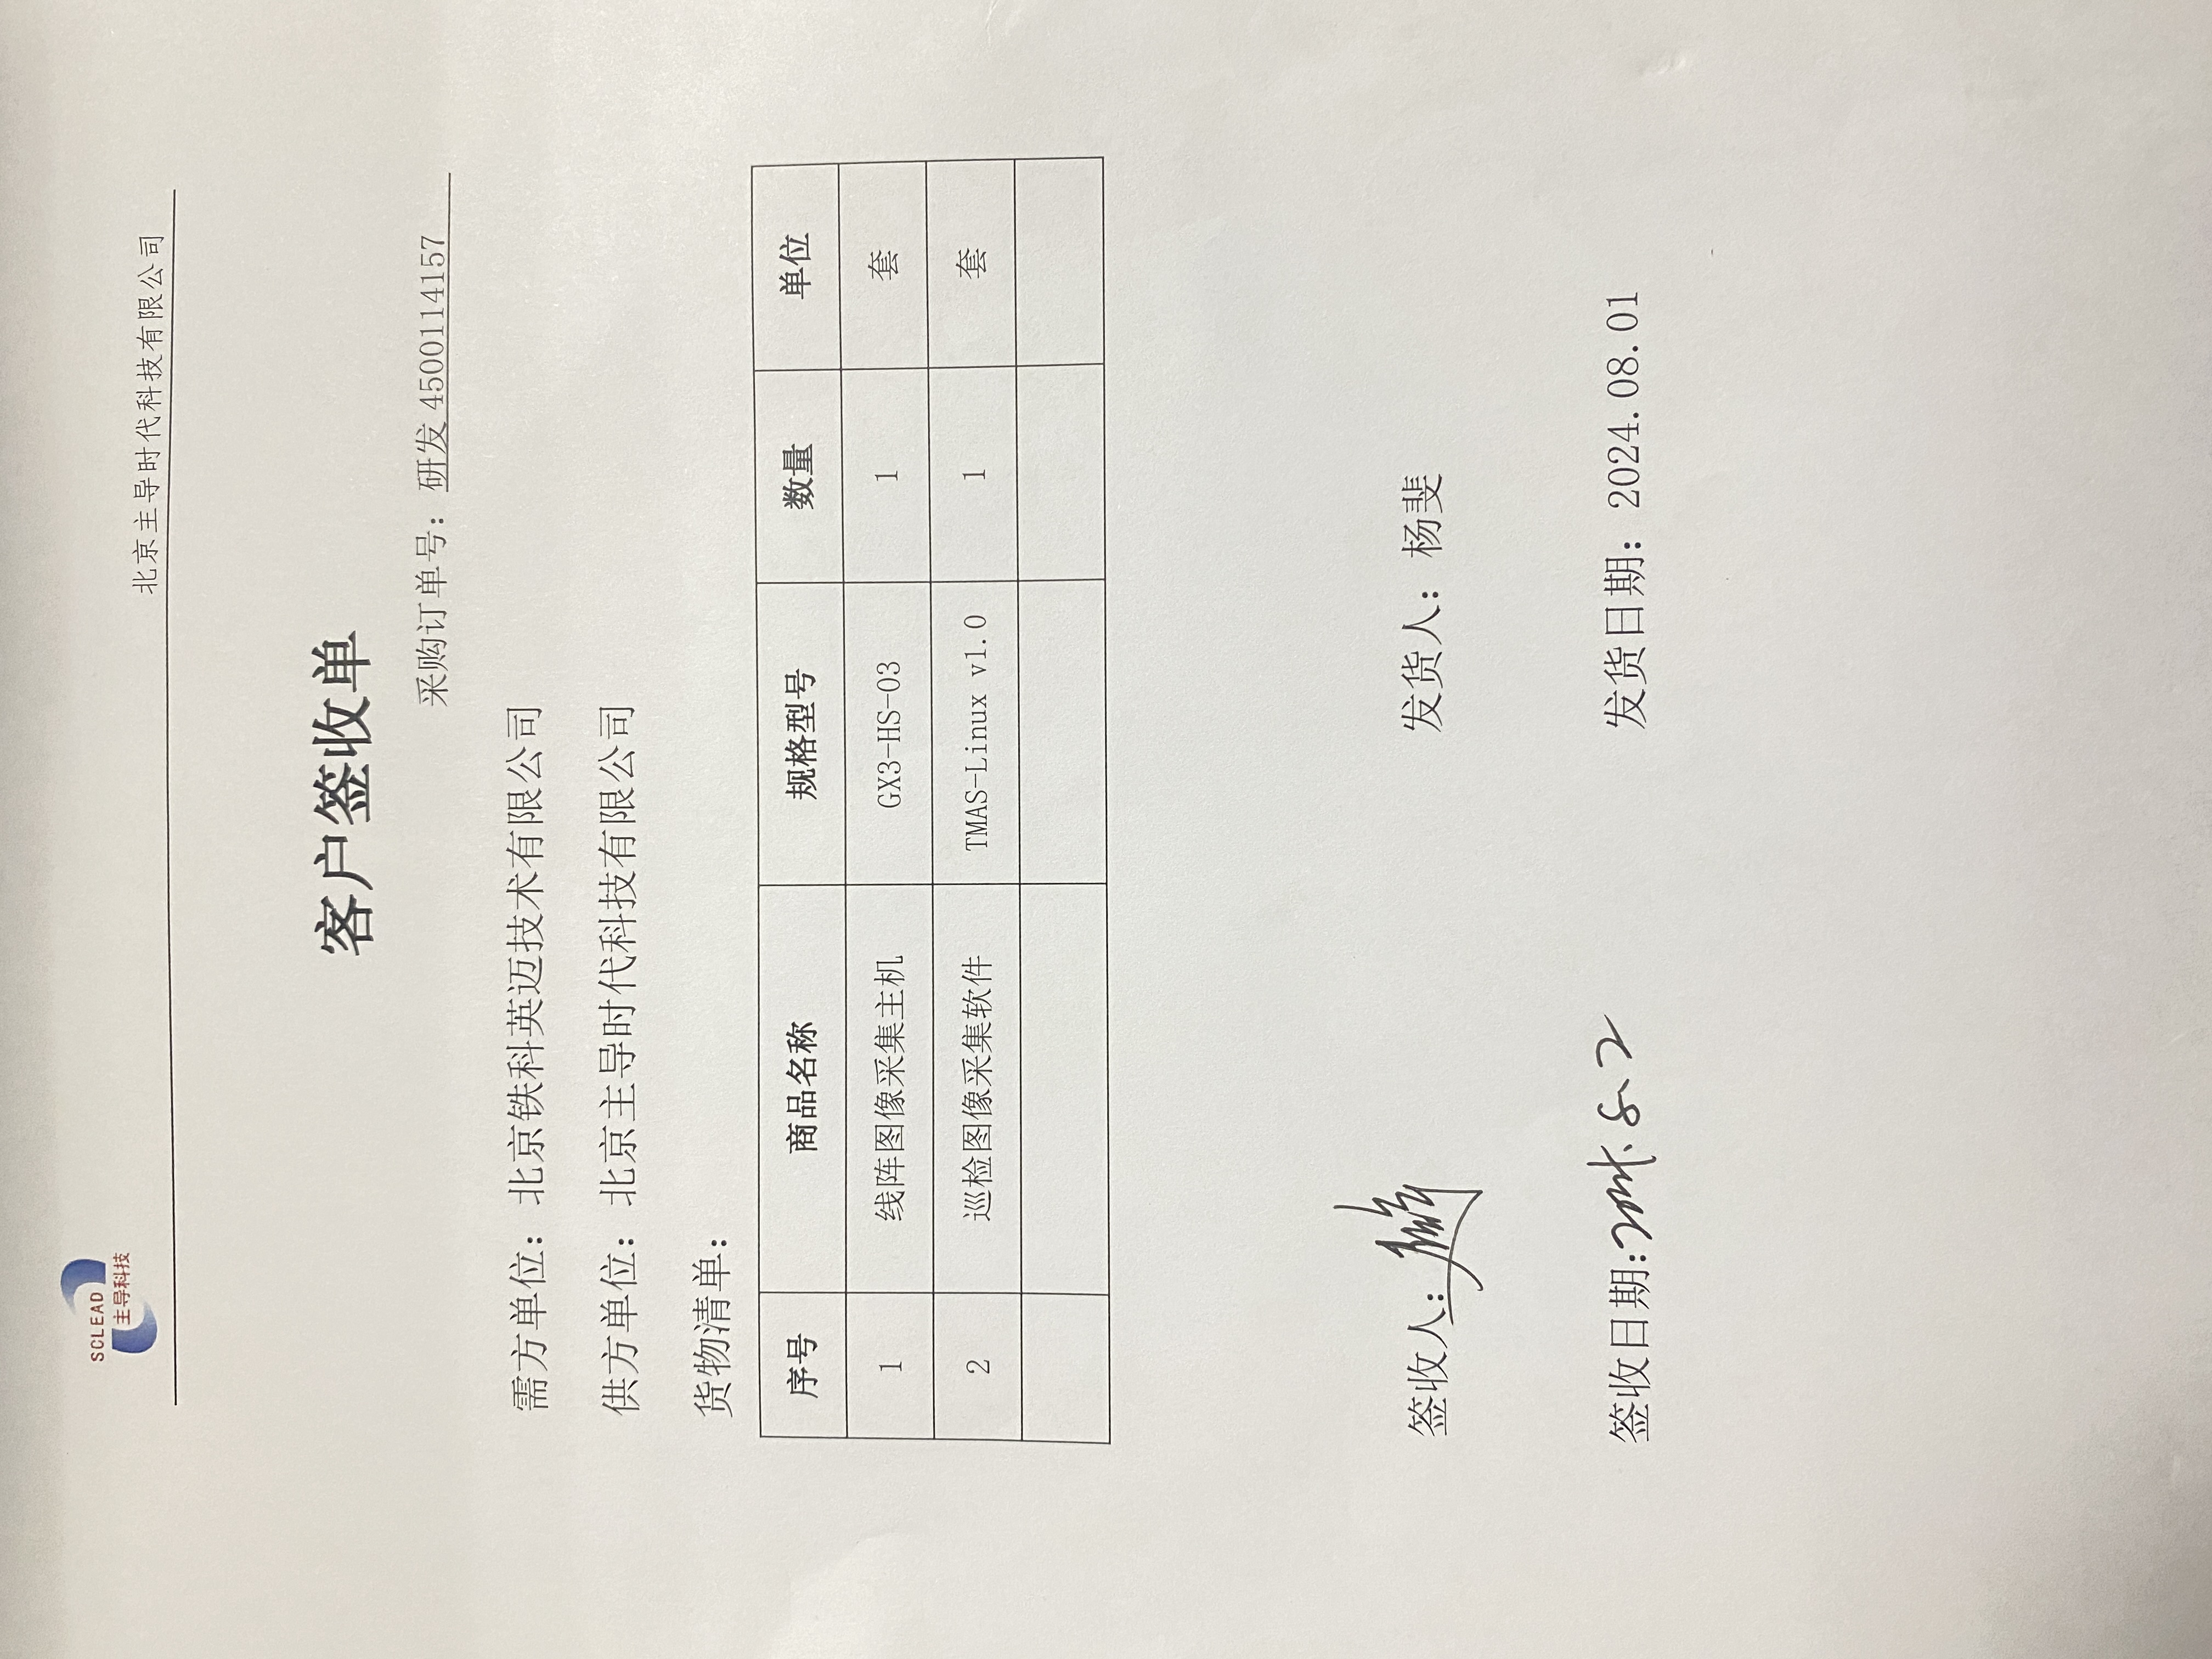 SCLEAD
主导科技
北京主导时代科技有限公司
客户签收单
采购订单号：研发 4500114157
需方单位：北京铁科英迈技术有限公司
供方单位：北京主导时代科技有限公司
货物清单：
序号 商品名称 规格型号 数量 单位
1 线阵图像采集主机 GX3-HS-03 1 套
2 巡检图像采集软件 TMAS-Linux v1.0 1 套
签收人： 发货人：杨斐
签收日期：2024.8.2 发货日期：2024.08.01